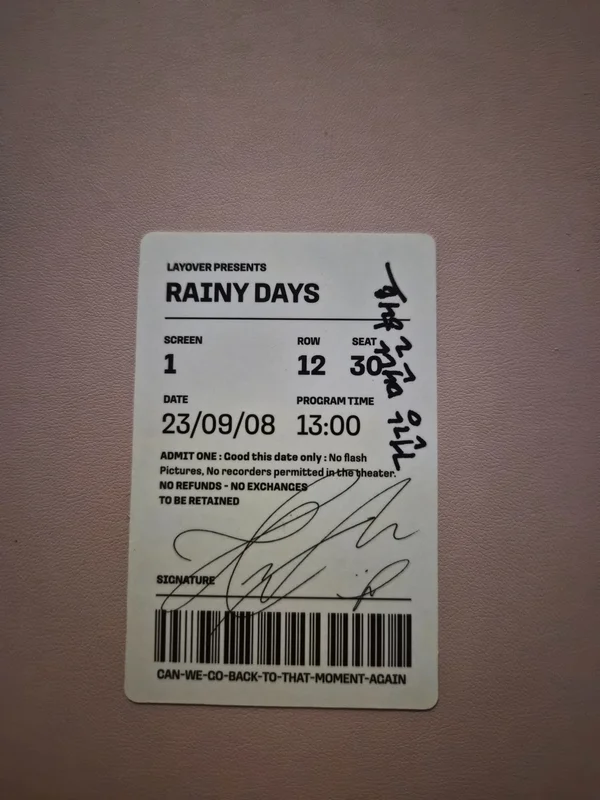 LAYOVER PRESENTS
RAINY DAYS
SCREEN ROW SEAT
1 12 30
DATE PROGRAM TIME
23/09/08 13:00
ADMIT ONE : Good this date only : No flash
Pictures, No recorders permitted in the theater.
NO REFUNDS - NO EXCHANGES
TO BE RETAINED
SIGNATURE
CAN-WE-GO-BACK-TO-THAT-MOMENT-AGAIN